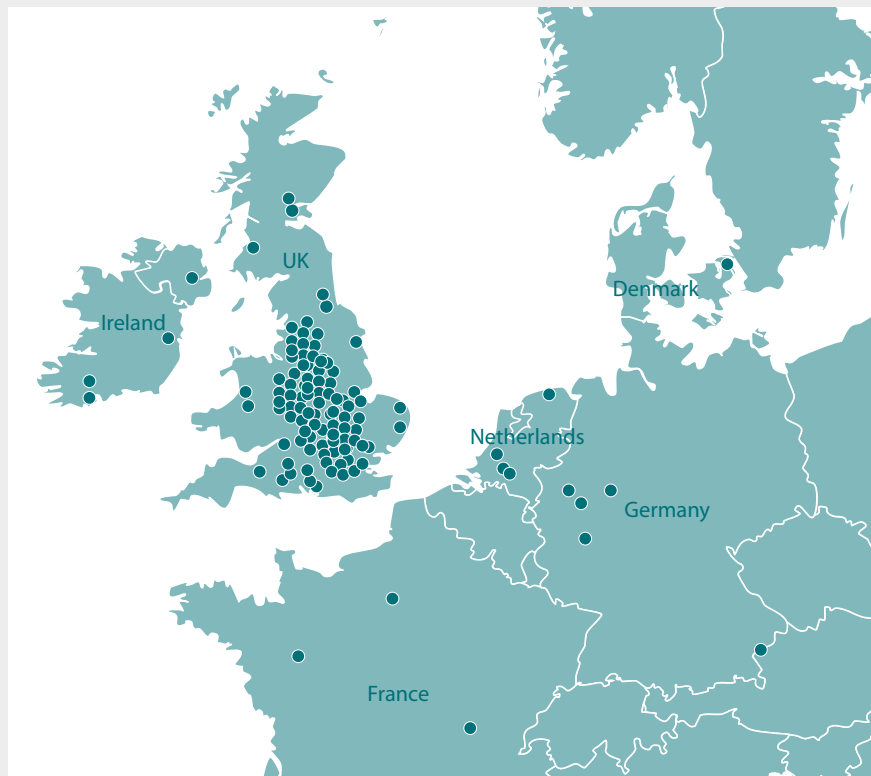 UK
Denmark
Ireland
Netherlands
Germany
France